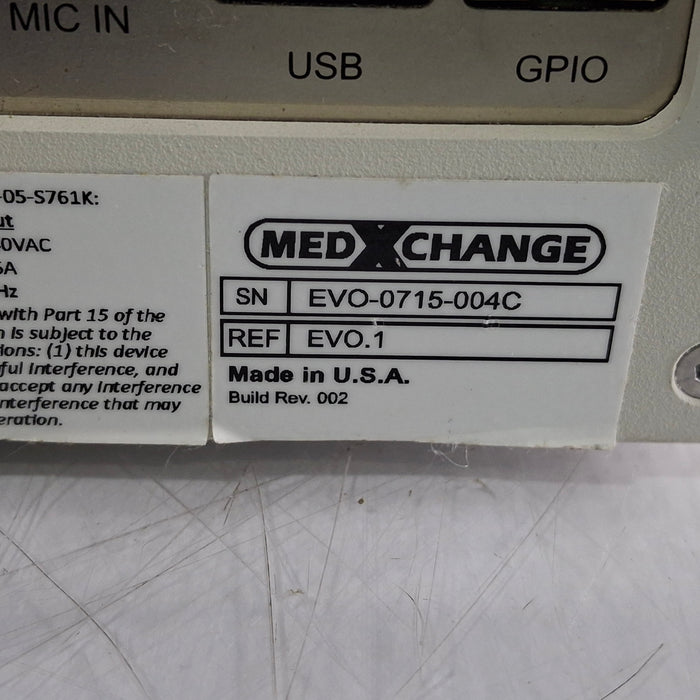 MIC IN
USB
GPIO
-05-S761K:
ut
0VAC
A
Hz
with Part 15 of the
n is subject to the
ions: (1) this device
ful Interference, and
accept any Interference
nterference that may
eration.
MEDXCHANGE
SN EVO-0715-004C
REF EVO.1
Made in U.S.A.
Build Rev. 002